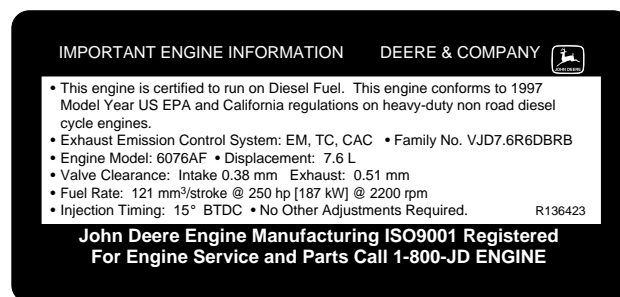 IMPORTANT ENGINE INFORMATION DEERE & COMPANY
JOHN DEERE
• This engine is certified to run on Diesel Fuel. This engine conforms to 1997
Model Year US EPA and California regulations on heavy-duty non road diesel
cycle engines.
• Exhaust Emission Control System: EM, TC, CAC • Family No. VJD7.6R6DBRB
• Engine Model: 6076AF • Displacement: 7.6 L
• Valve Clearance: Intake 0.38 mm Exhaust: 0.51 mm
• Fuel Rate: 121 mm³/stroke @ 250 hp [187 kW] @ 2200 rpm
• Injection Timing: 15° BTDC • No Other Adjustments Required. R136423
John Deere Engine Manufacturing ISO9001 Registered
For Engine Service and Parts Call 1-800-JD ENGINE